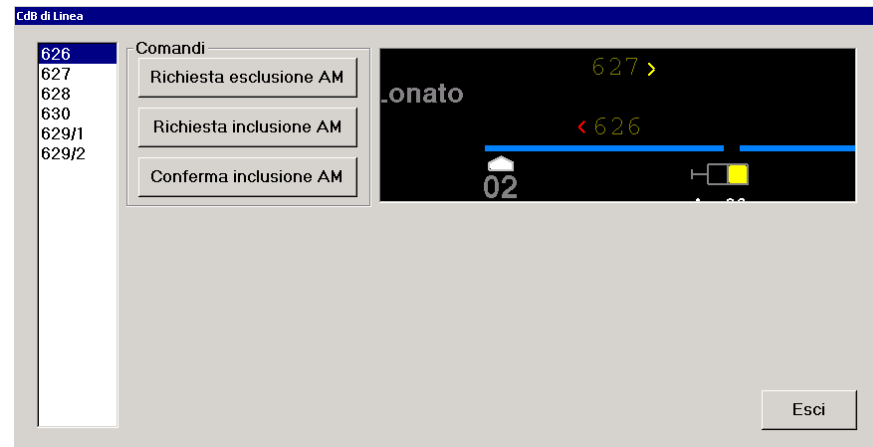 CdB di Linea
626
627
628
630
629/1
629/2
Comandi
Richiesta esclusione AM
Richiesta inclusione AM
Conferma inclusione AM
627 >
onato
< 626
02
Esci